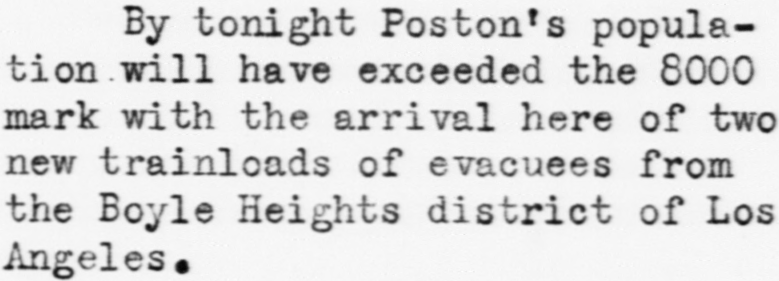 By tonight Poston's popula-
tion will have exceeded the 8000
mark with the arrival here of two
new trainloads of evacuees from
the Boyle Heights district of Los
Angeles.